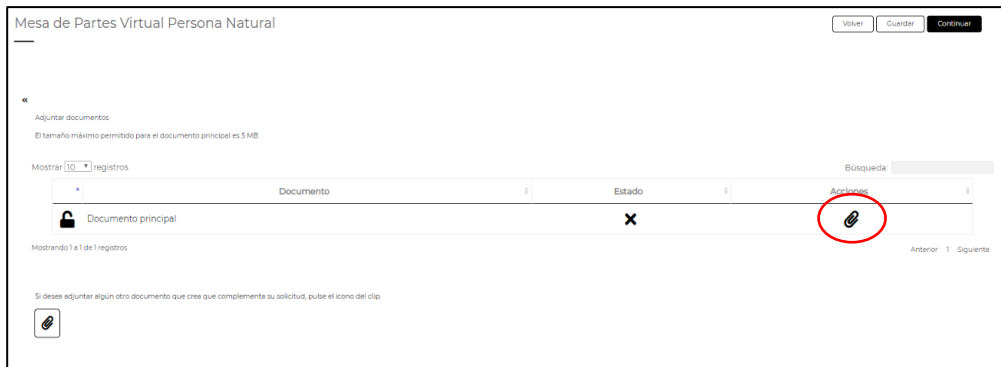 Mesa de Partes Virtual Persona Natural
Volver Guardar Continuar
«
Adjuntar documentos
El tamaño máximo permitido para el documento principal es 5 MB
Mostrar 10 registros Búsqueda:
Documento Estado Acciones
Documento principal
Mostrando 1 a 1 de 1 registros Anterior 1 Siguiente
Si desea adjuntar algún otro documento que crea que complementa su solicitud, pulse el icono del clip.